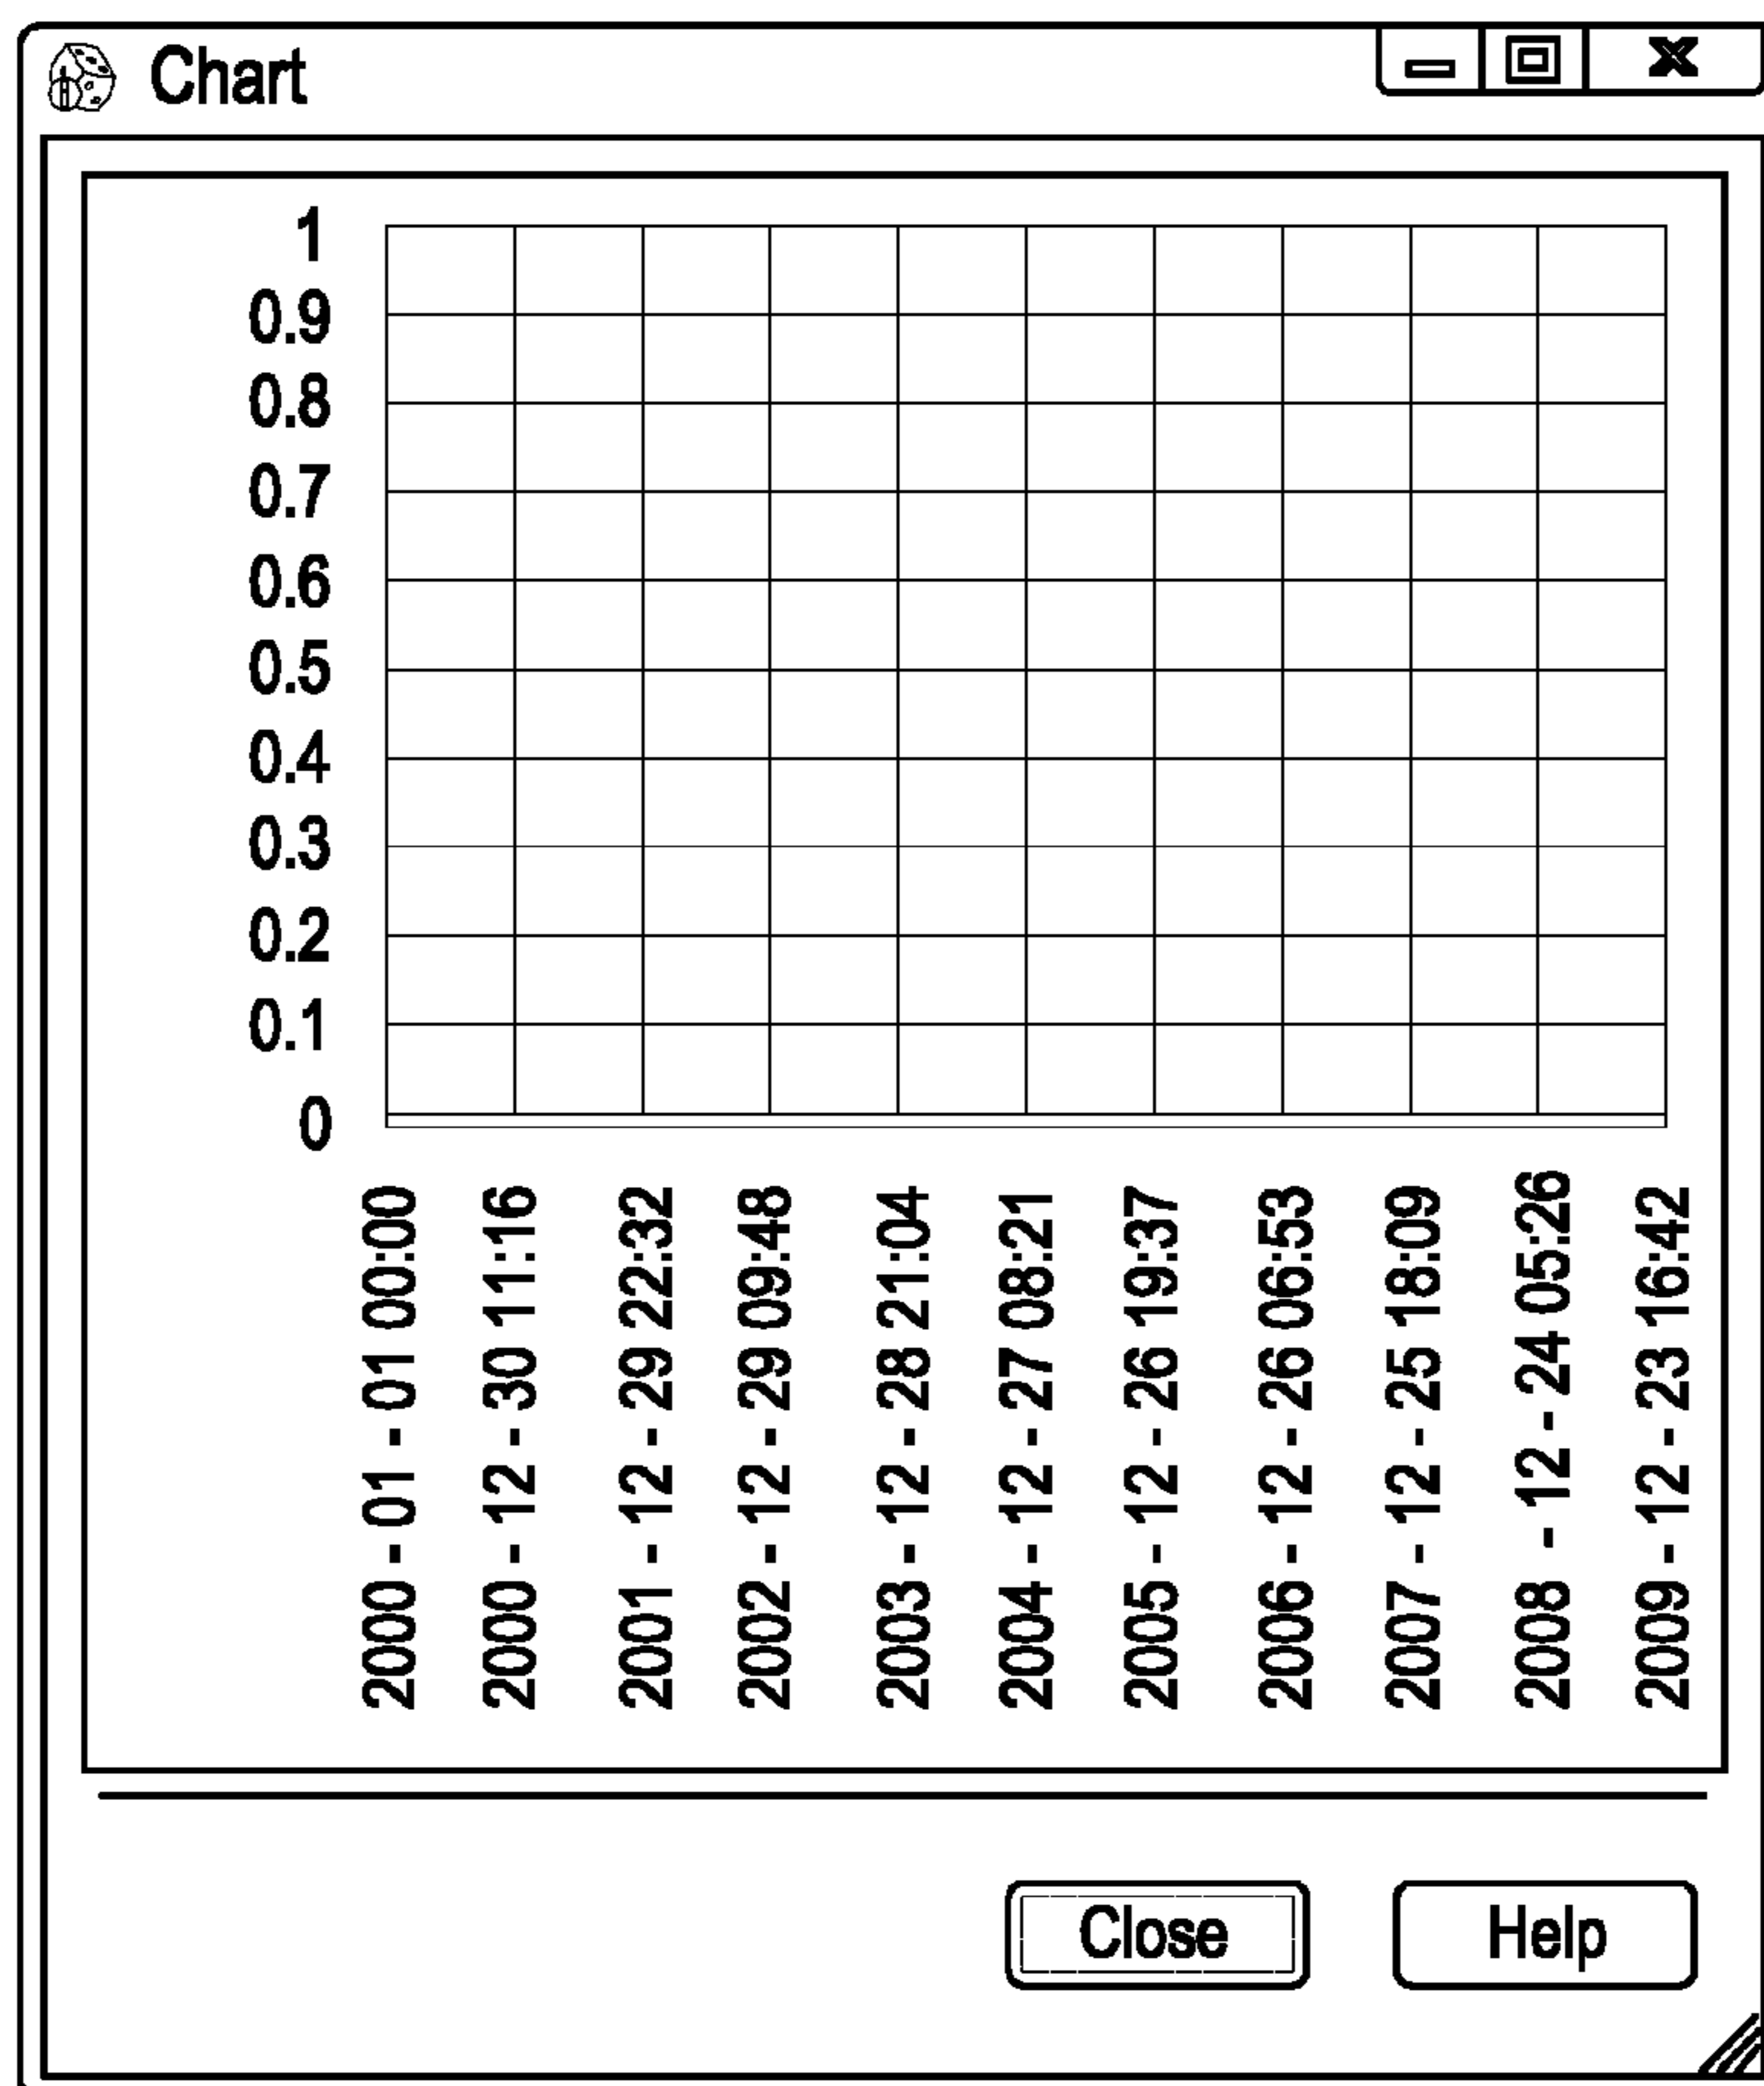 Chart
1
0.9
0.8
0.7
0.6
0.5
0.4
0.3
0.2
0.1
0
2000 - 01 - 01 00:00
2000 - 12 - 30 11:16
2001 - 12 - 29 22:32
2002 - 12 - 29 09:48
2003 - 12 - 28 21:04
2004 - 12 - 27 08:21
2005 - 12 - 26 19:37
2006 - 12 - 26 06:53
2007 - 12 - 25 18:09
2008 - 12 - 24 05:26
2009 - 12 - 23 16:42
Close
Help